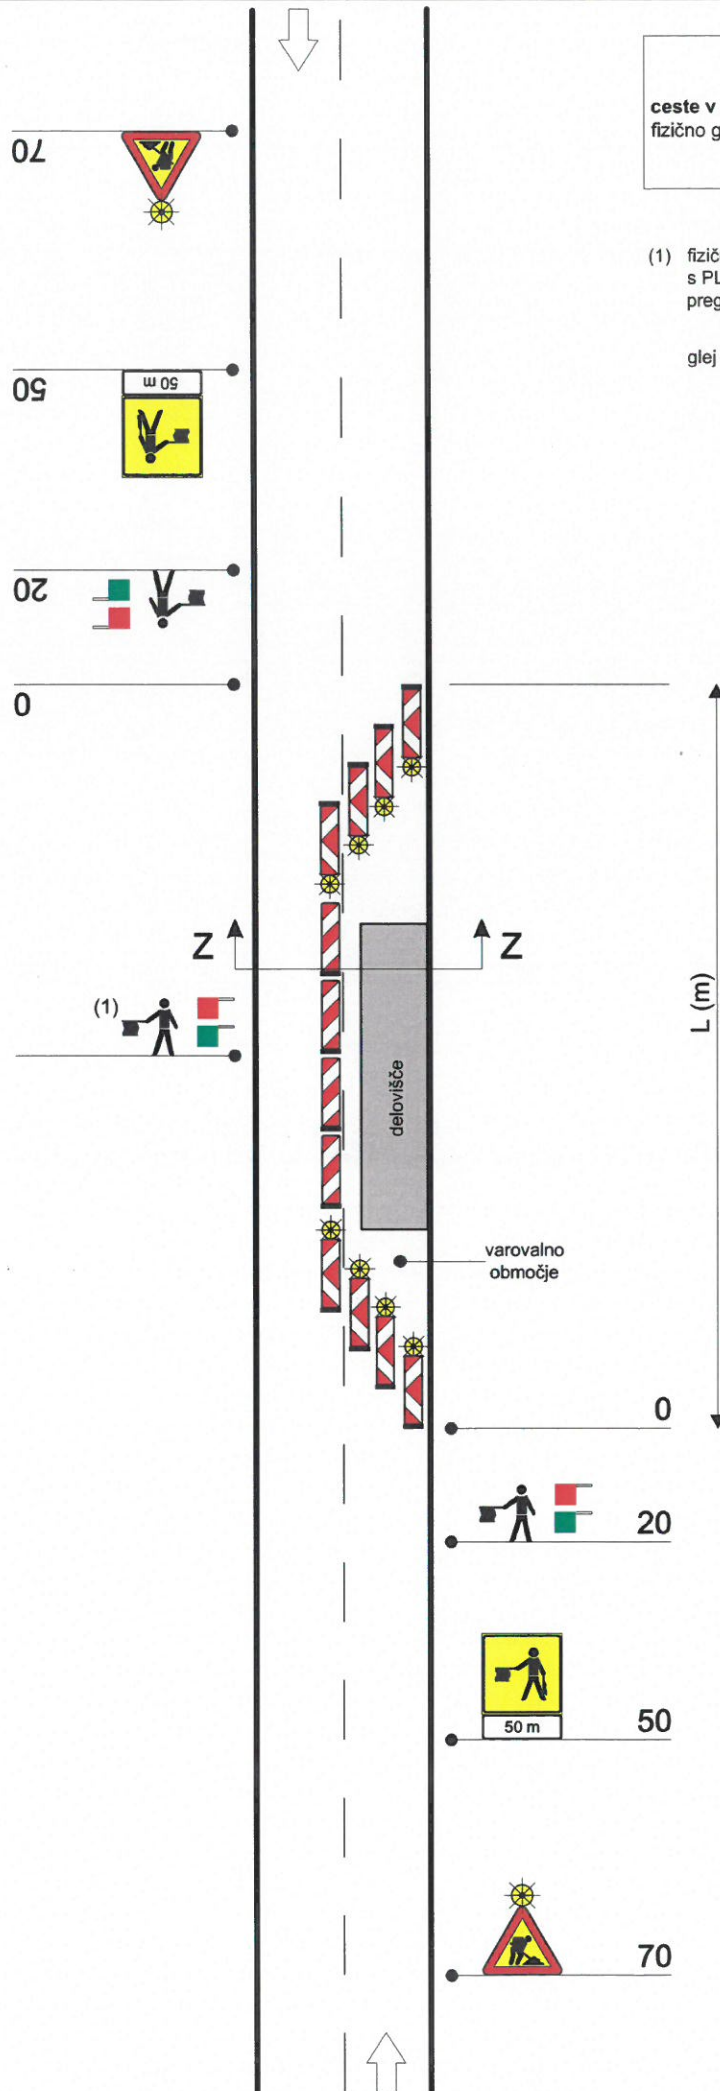 ceste v
fizično g
70
(1) fizič
s PL
preg
glej
50
50 m
20
0
Z Z
(1)
L (m)
delovišče
varovalno
območje
0
20
50 m 50
70